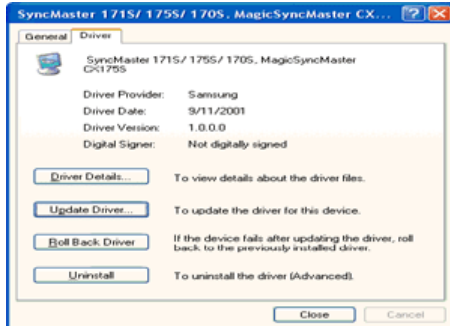 SyncMaster 171S/ 175S/ 170S, MagicSyncMaster CX...
General Driver
SyncMaster 171S/ 175S/ 170S, MagicSyncMaster
CX175S
Driver Provider: Samsung
Driver Date: 9/11/2001
Driver Version: 1.0.0.0
Digital Signer: Not digitally signed
Driver Details... To view details about the driver files.
Update Driver... To update the driver for this device.
Roll Back Driver If the device fails after updating the driver, roll
back to the previously installed driver.
Uninstall To uninstall the driver (Advanced).
Close Cancel